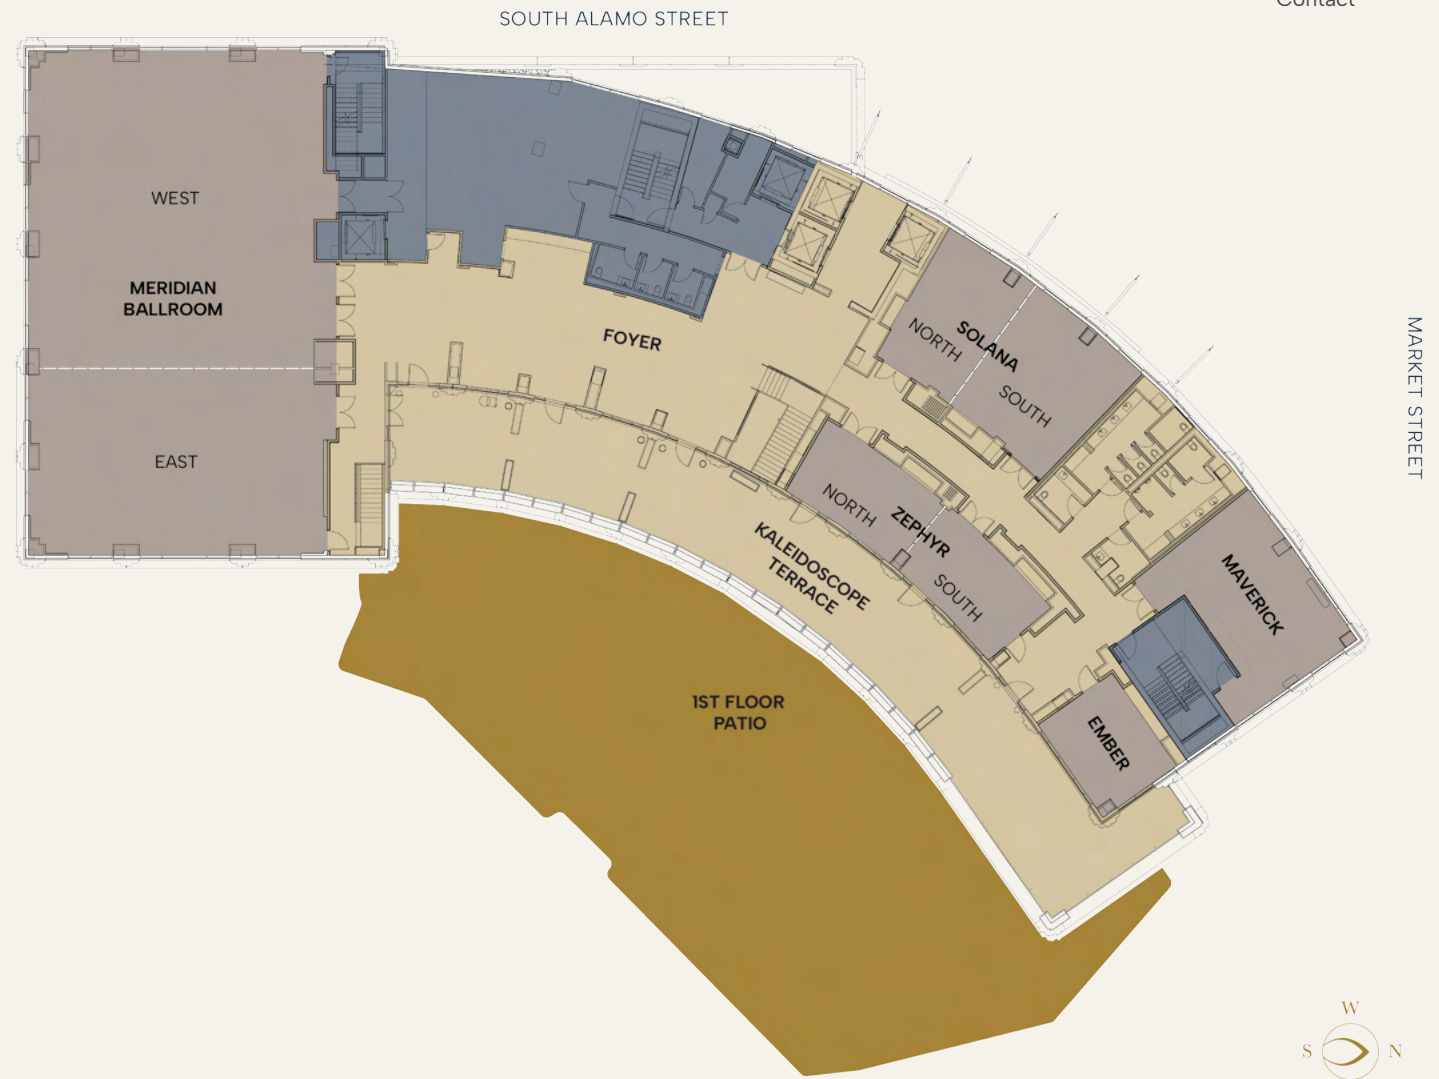 Contact
SOUTH ALAMO STREET
WEST
MERIDIAN
BALLROOM
EAST
FOYER
SOLANA
NORTH
SOUTH
MARKET STREET
NORTH
ZEPHYR
SOUTH
KALEIDOSCOPE
TERRACE
MAVERICK
EMBER
1ST FLOOR
PATIO
W
S
N